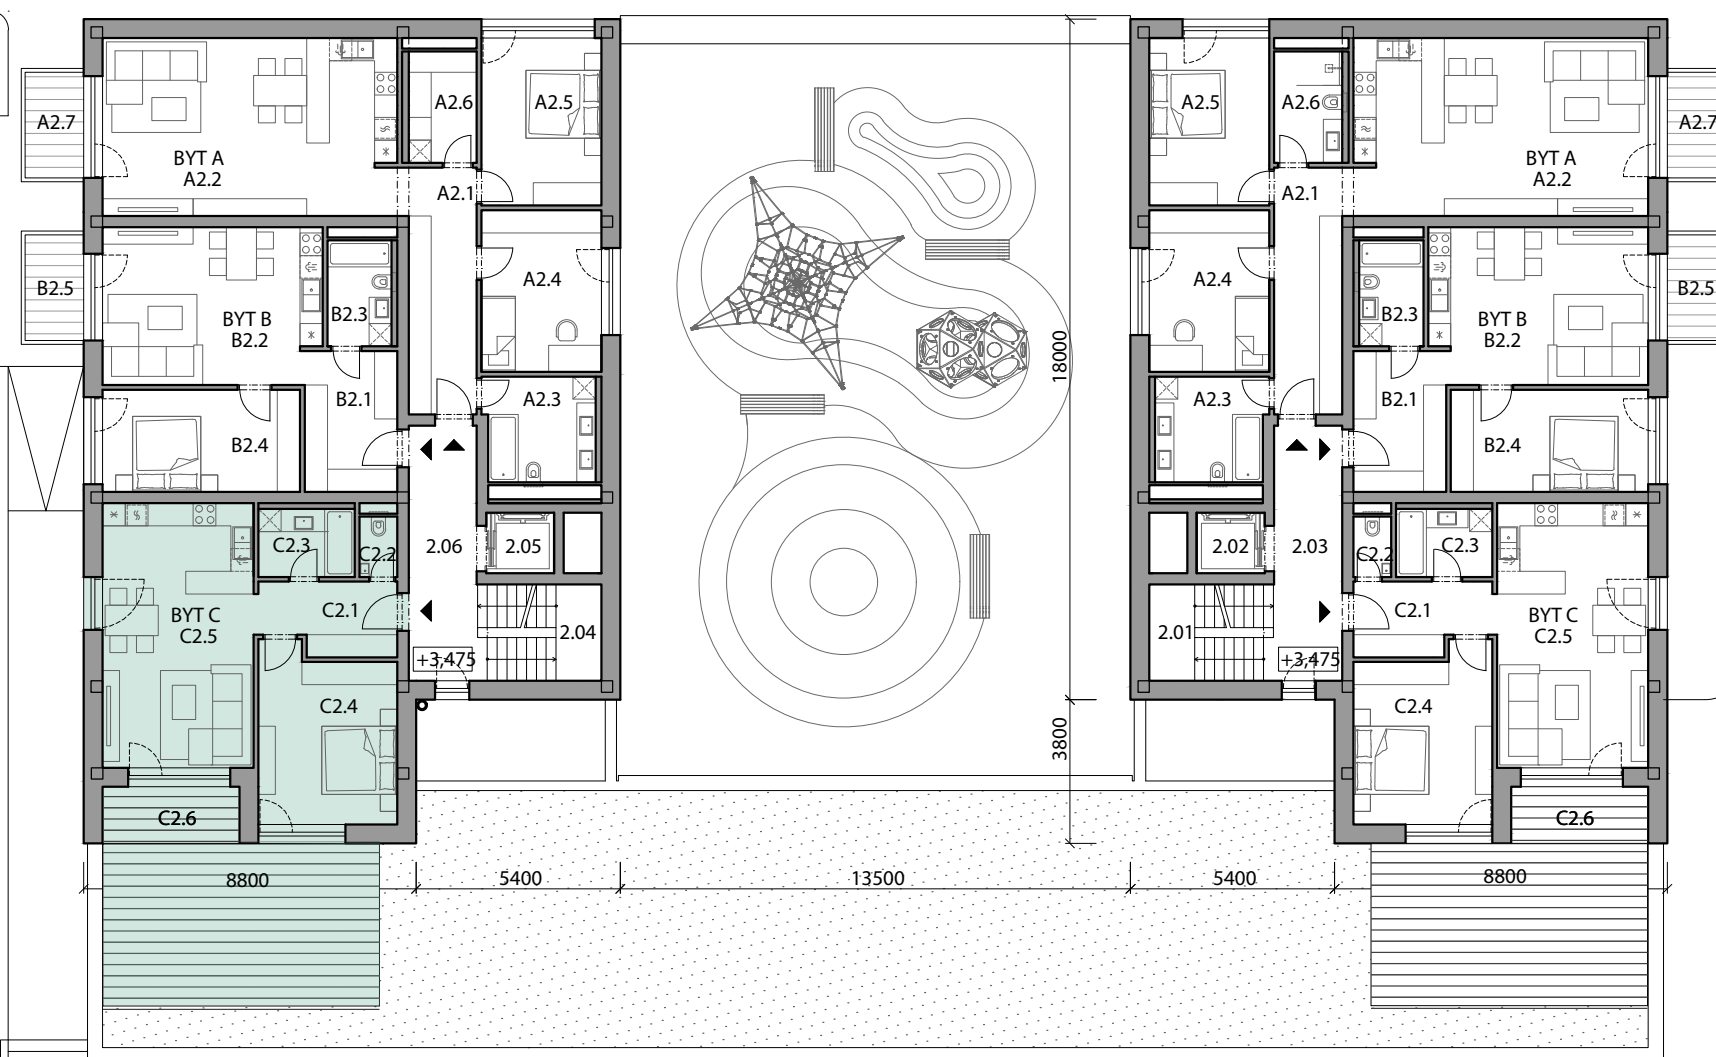 A2.7
BYT A
A2.2
A2.6
A2.5
A2.1
B2.5
BYT B
B2.2
B2.3
A2.4
B2.1
A2.3
B2.4
C2.3
C2.2
2.06
2.05
BYT C
C2.5
C2.1
2.04
+3,475
C2.4
C2.6
18000
3800
8800
5400
13500
5400
8800
A2.5
A2.6
BYT A
A2.2
A2.7
A2.1
A2.4
B2.3
BYT B
B2.2
B2.5
A2.3
B2.1
B2.4
2.02
2.03
C2.2
C2.3
2.01
C2.1
BYT C
C2.5
+3,475
C2.4
C2.6